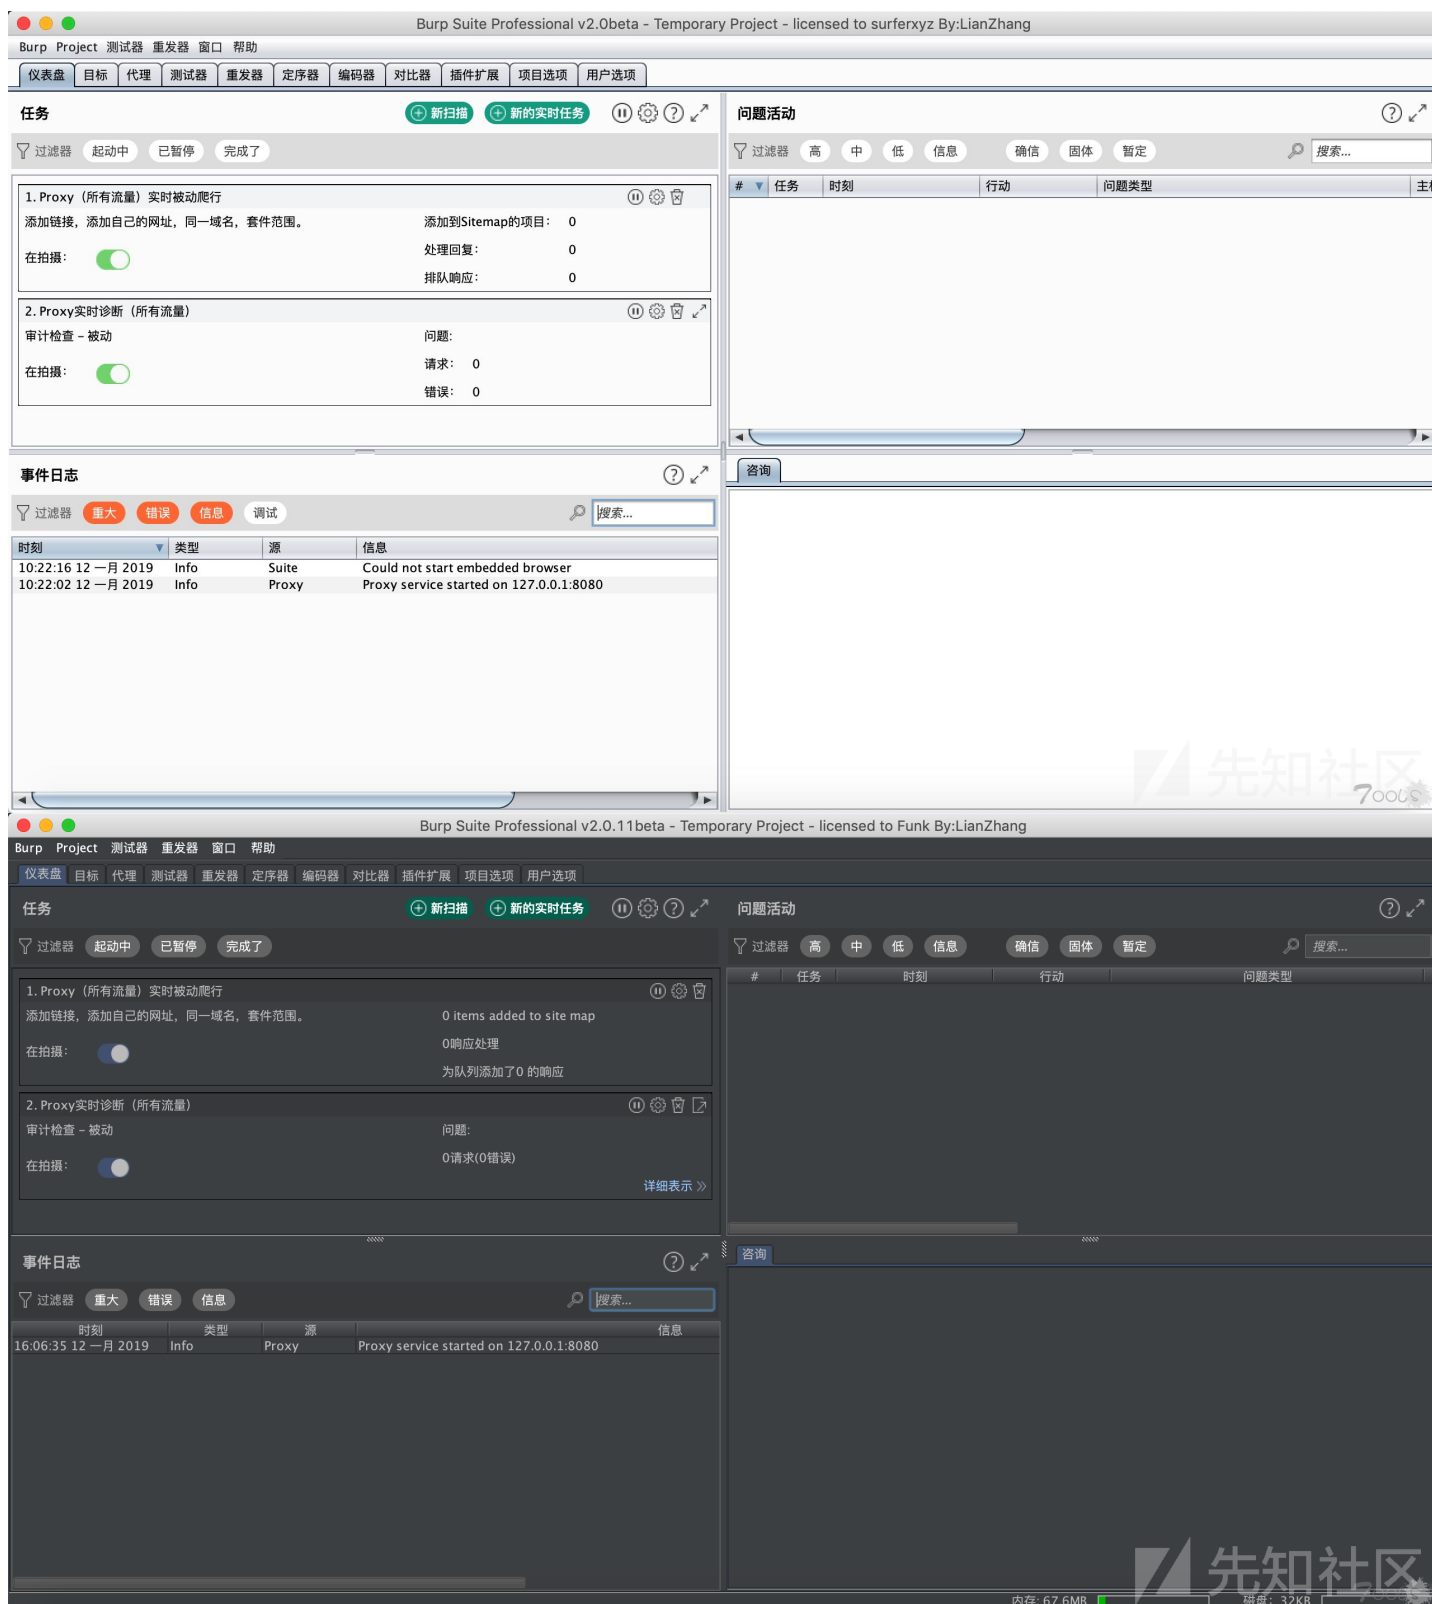 Burp Suite Professional v2.0beta - Temporary Project - licensed to surferxyz By:LianZhang
Burp Project 测试器 重发器 窗口 帮助
仪表盘 目标 代理 测试器 重发器 定序器 编码器 对比器 插件扩展 项目选项 用户选项
任务 新扫描 新的实时任务
过滤器 起动中 已暂停 完成了
1. Proxy（所有流量）实时被动爬行
添加链接，添加自己的网址，同一域名，套件范围。 添加到Sitemap的项目： 0
处理回复： 0
在拍摄：
排队响应： 0
2. Proxy实时诊断（所有流量）
审计检查 – 被动 问题:
请求： 0
在拍摄：
错误： 0
问题活动
过滤器 高 中 低 信息 确信 固体 暂定 搜索...
# 任务 时刻 行动 问题类型 主
事件日志
过滤器 重大 错误 信息 调试 搜索...
时刻 类型 源 信息
10:22:16 12 一月 2019 Info Suite Could not start embedded browser
10:22:02 12 一月 2019 Info Proxy Proxy service started on 127.0.0.1:8080
咨询
先知社区
7ools
Burp Suite Professional v2.0.11beta - Temporary Project - licensed to Funk By:LianZhang
Burp Project 测试器 重发器 窗口 帮助
仪表盘 目标 代理 测试器 重发器 定序器 编码器 对比器 插件扩展 项目选项 用户选项
任务 新扫描 新的实时任务
过滤器 起动中 已暂停 完成了
1. Proxy（所有流量）实时被动爬行
添加链接，添加自己的网址，同一域名，套件范围。 0 items added to site map
0响应处理
在拍摄：
为队列添加了0 的响应
2. Proxy实时诊断（所有流量）
审计检查 – 被动 问题:
0请求(0错误)
在拍摄：
详细表示
问题活动
过滤器 高 中 低 信息 确信 固体 暂定 搜索...
# 任务 时刻 行动 问题类型
事件日志
过滤器 重大 错误 信息 搜索...
时刻 类型 源 信息
16:06:35 12 一月 2019 Info Proxy Proxy service started on 127.0.0.1:8080
咨询
先知社区
内存: 67.6MB 磁盘: 32KB